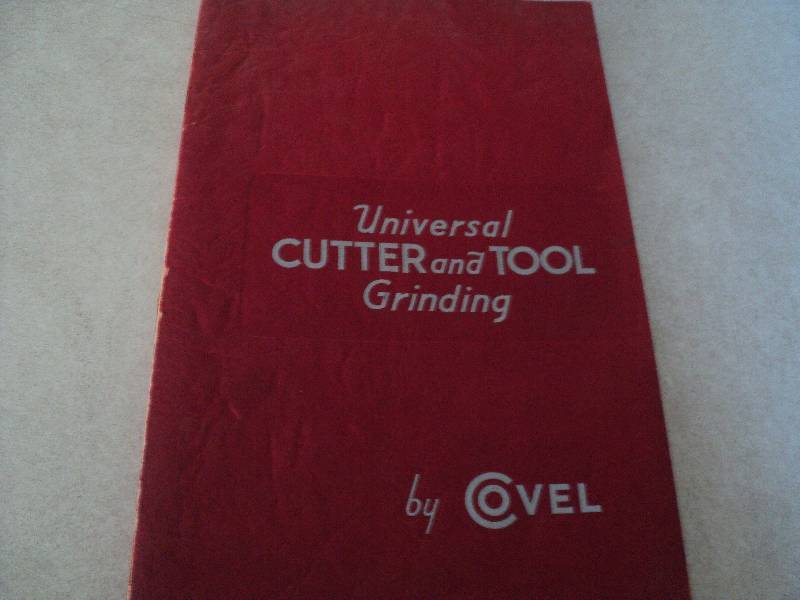 Universal
CUTTER and TOOL
Grinding
by COVEL